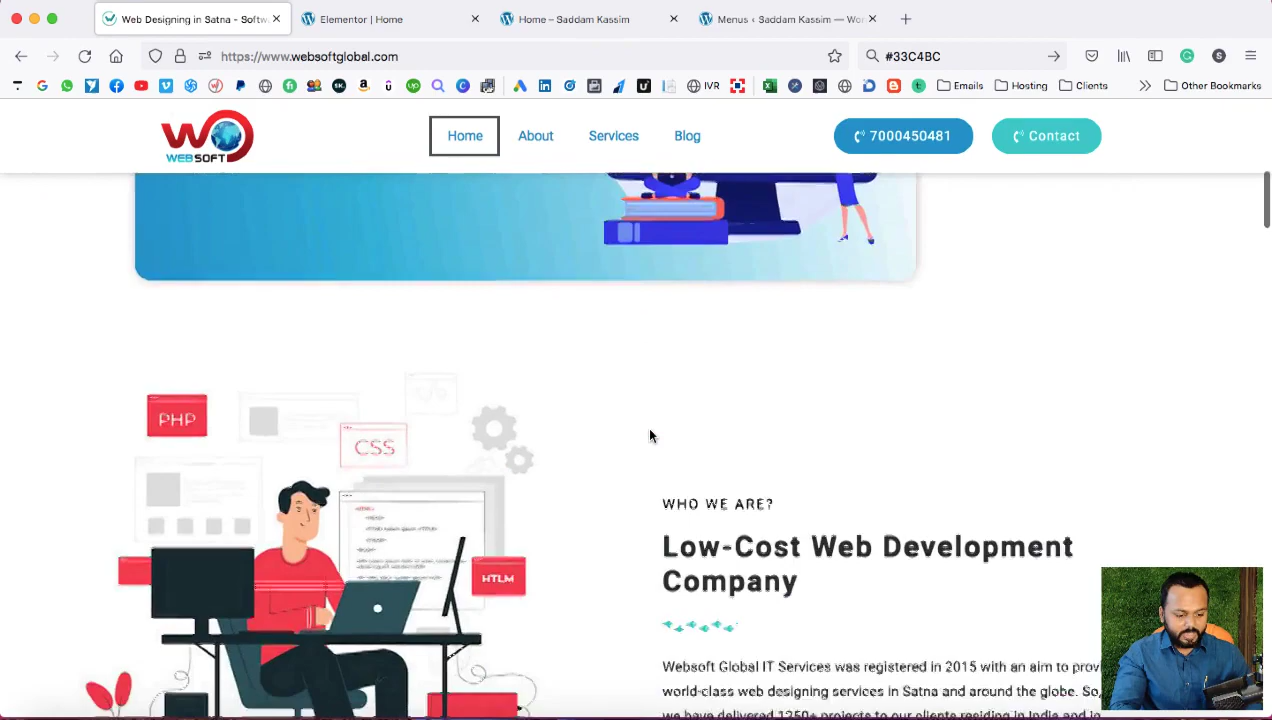 Web Designing in Satna - Softw
Elementor | Home
Home – Saddam Kassim
Menus ‹ Saddam Kassim — Wor
https://www.websoftglobal.com
#33C4BC
S
IVR
Emails
Hosting
Clients
Other Bookmarks
WEBSOFT
Home
About
Services
Blog
7000450481
Contact
PHP
CSS
HTLM
WHO WE ARE?
Low-Cost Web Development
Company
Websoft Global IT Services was registered in 2015 with an aim to prov
world-class web designing services in Satna and around the globe. So,
we have delivered 1250+ projects to our clients residing in India and in